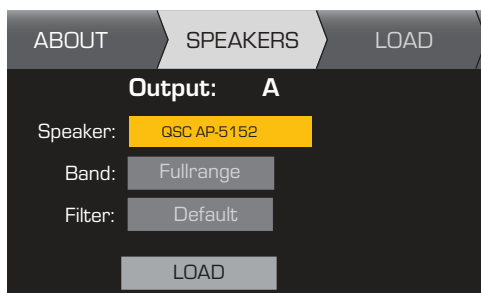 ABOUT SPEAKERS LOAD
Output: A
Speaker: QSC AP-5152
Band: Fullrange
Filter: Default
LOAD